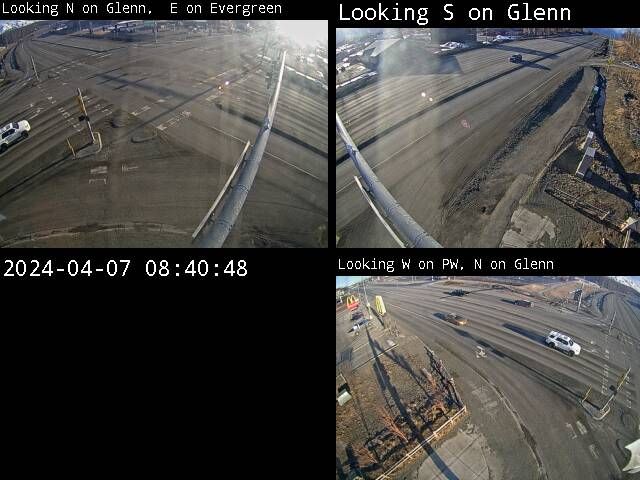 Looking N on Glenn,  E on Evergreen
Looking S on Glenn
2024-04-07 08:40:48
Looking W on PW, N on Glenn